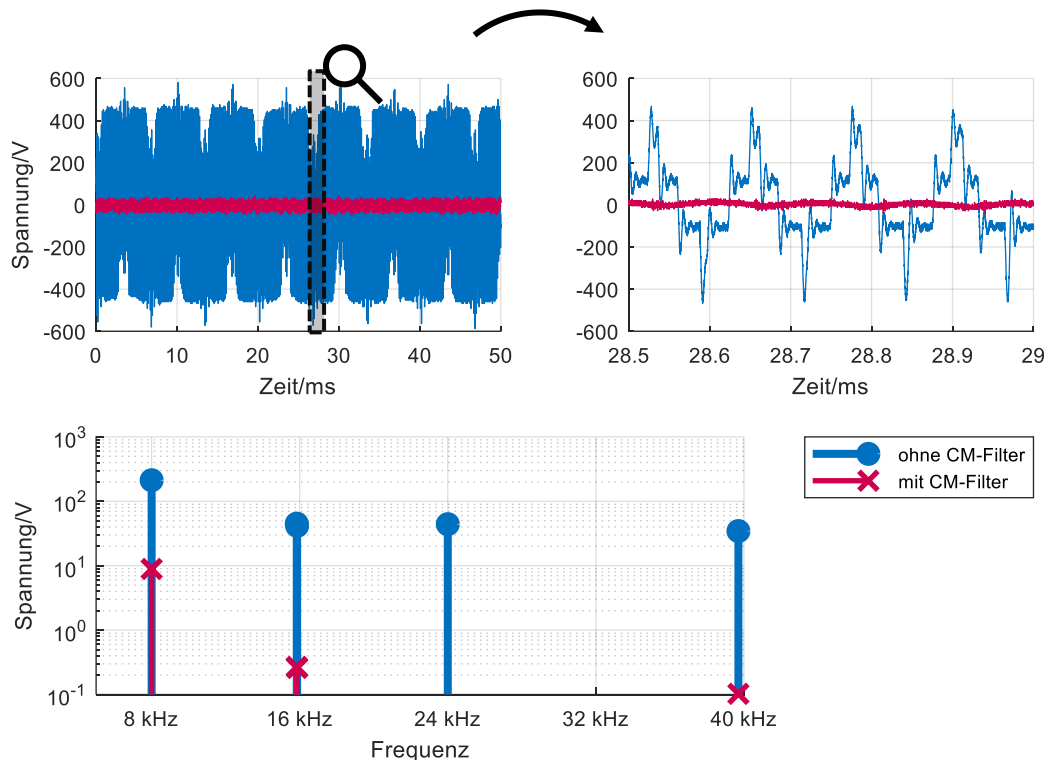 600
400
200
0
-200
-400
-600
Spannung/V
0
10
20
30
40
50
Zeit/ms
600
400
200
0
-200
-400
-600
28.5
28.6
28.7
28.8
28.9
29
Zeit/ms
10³
10²
10¹
10⁰
10⁻¹
Spannung/V
8 kHz
16 kHz
24 kHz
32 kHz
40 kHz
Frequenz
ohne CM-Filter
mit CM-Filter